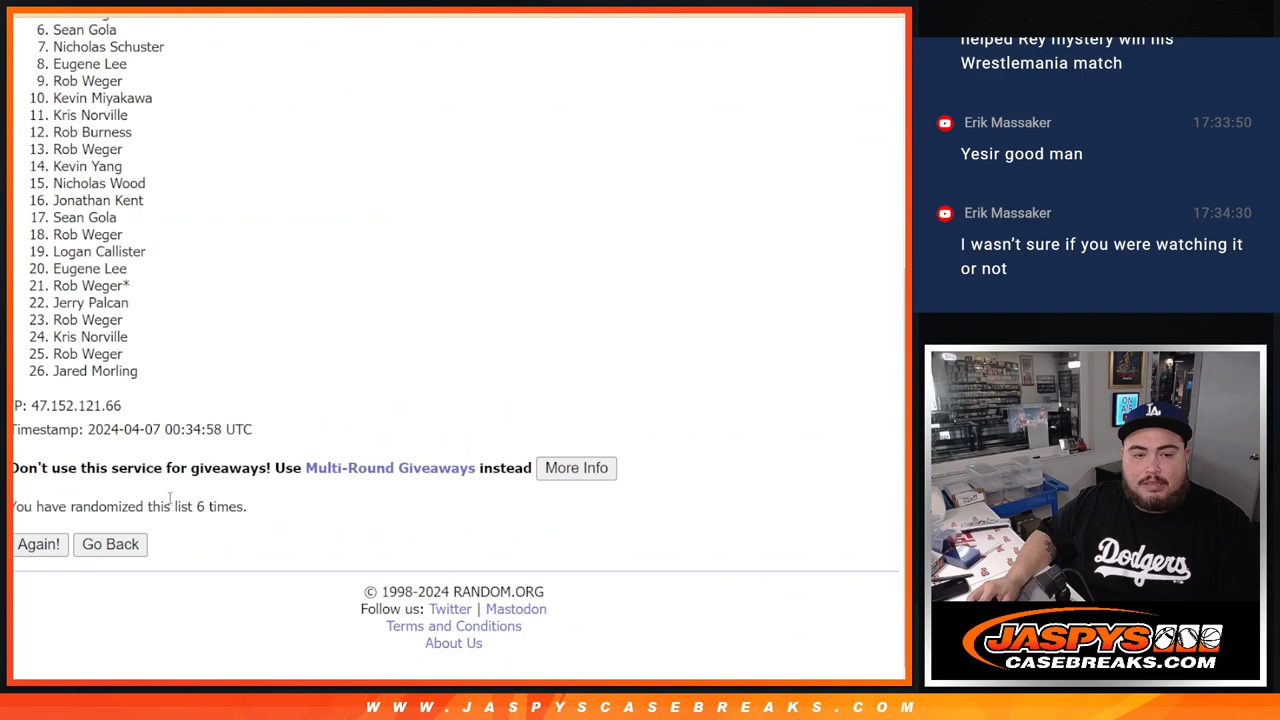 6. Sean Gola
7. Nicholas Schuster
8. Eugene Lee
9. Rob Weger
10. Kevin Miyakawa
11. Kris Norville
12. Rob Burness
13. Rob Weger
14. Kevin Yang
15. Nicholas Wood
16. Jonathan Kent
17. Sean Gola
18. Rob Weger
19. Logan Callister
20. Eugene Lee
21. Rob Weger*
22. Jerry Palcan
23. Rob Weger
24. Kris Norville
25. Rob Weger
26. Jared Morling
P: 47.152.121.66
Timestamp: 2024-04-07 00:34:58 UTC
Don't use this service for giveaways! Use Multi-Round Giveaways instead More Info
You have randomized this list 6 times.
Again! Go Back
© 1998-2024 RANDOM.ORG
Follow us: Twitter | Mastodon
Terms and Conditions
About Us
helped Rey mystery win his
Wrestlemania match
Erik Massaker 17:33:50
Yesir good man
Erik Massaker 17:34:30
I wasn't sure if you were watching it
or not
ON
AIR
LA
Dodgers
JASPYS
CASEBREAKS.COM
WWW.JASPYSCASEBREAKS.COM